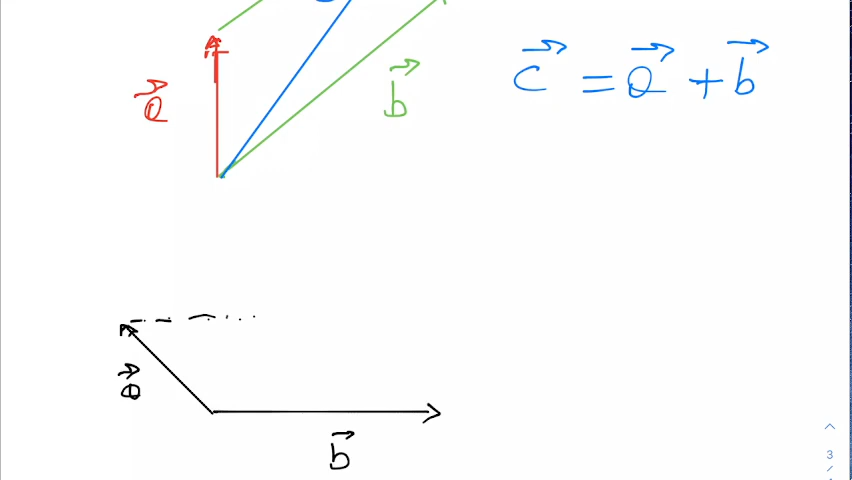 a⃗
b⃗
c⃗ = a⃗ + b⃗
a⃗
b⃗
3
/